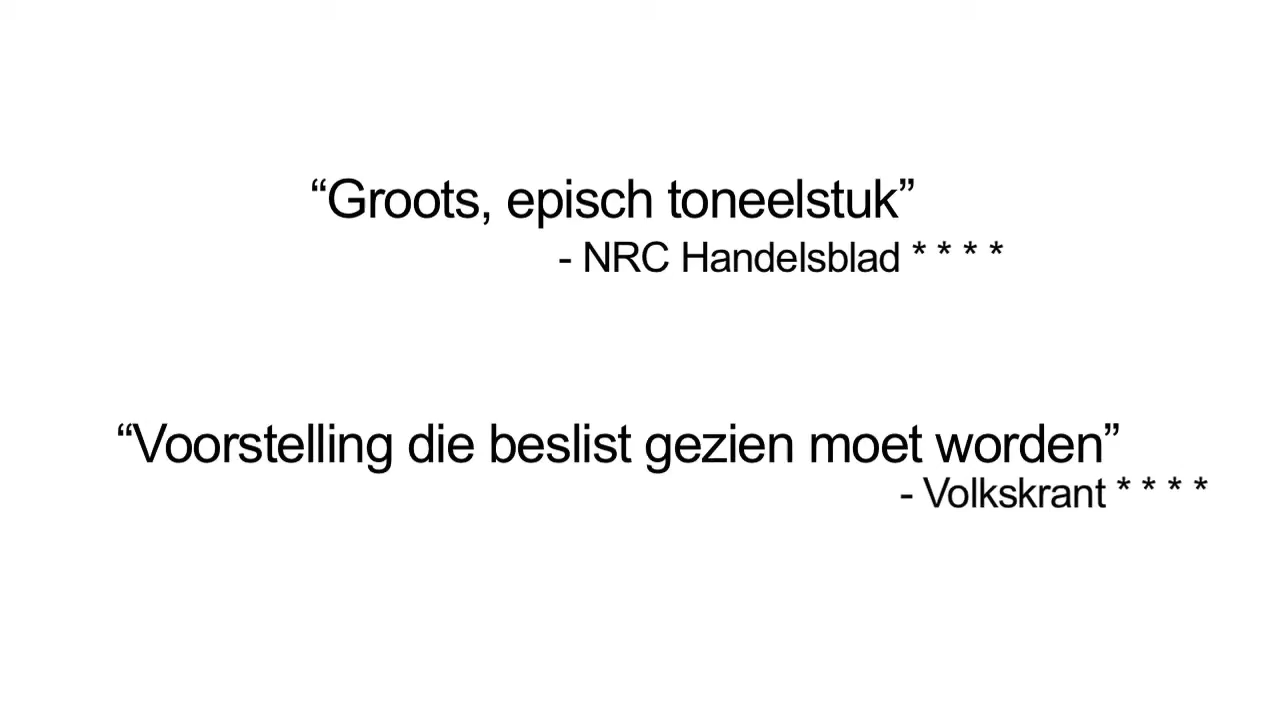 “Groots, episch toneelstuk”
- NRC Handelsblad * * * *
“Voorstelling die beslist gezien moet worden”
- Volkskrant * * * *